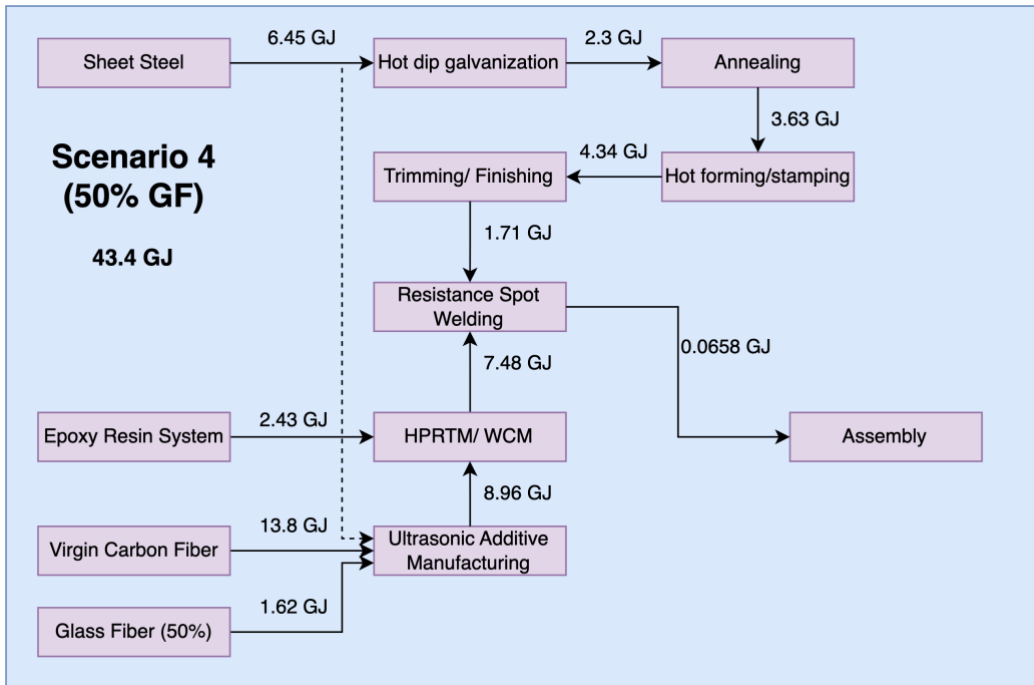 6.45 GJ
2.3 GJ
Sheet Steel
Hot dip galvanization
Annealing
3.63 GJ
Scenario 4
(50% GF)
43.4 GJ
4.34 GJ
Trimming/ Finishing
Hot forming/stamping
1.71 GJ
Resistance Spot
Welding
0.0658 GJ
7.48 GJ
2.43 GJ
Epoxy Resin System
HPRTM/ WCM
Assembly
8.96 GJ
13.8 GJ
Virgin Carbon Fiber
Ultrasonic Additive
Manufacturing
1.62 GJ
Glass Fiber (50%)